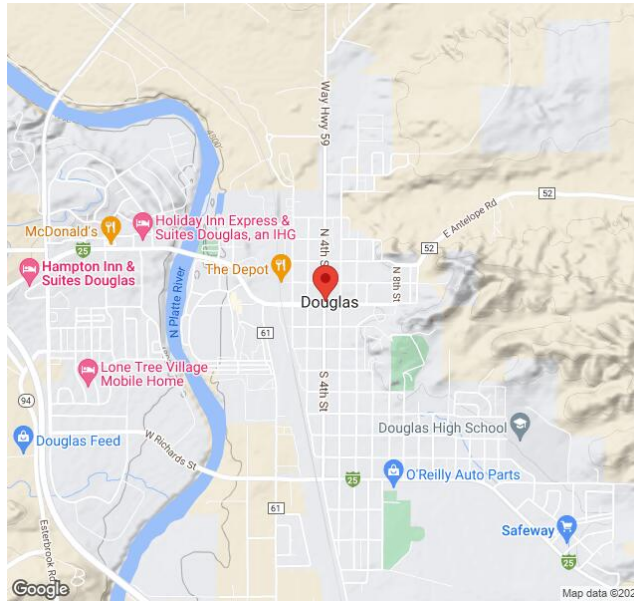 Way Hwy 59
52
E Antelope Rd
52
Holiday Inn Express &
Suites Douglas, an IHG
McDonald's
25
Hampton Inn &
Suites Douglas
The Depot
N 4th St
N 8th St
Douglas
N Platte River
61
Lone Tree Village
Mobile Home
S 4th St
94
Douglas Feed
W Richards St
Douglas High School
25
O'Reilly Auto Parts
61
Safeway
25
Esterbrook Rd
Google
Map data ©202